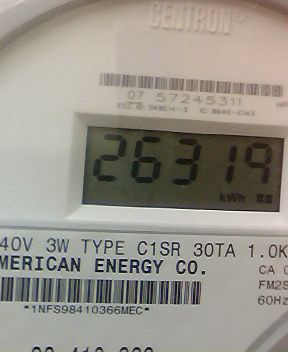 CENTRON®
07 57245311
26319
kWh
40V 3W TYPE C1SR 30TA 1.0K
MERICAN ENERGY CO.
CA 0
FM2S
60Hz
*1NFS98410366MEC*